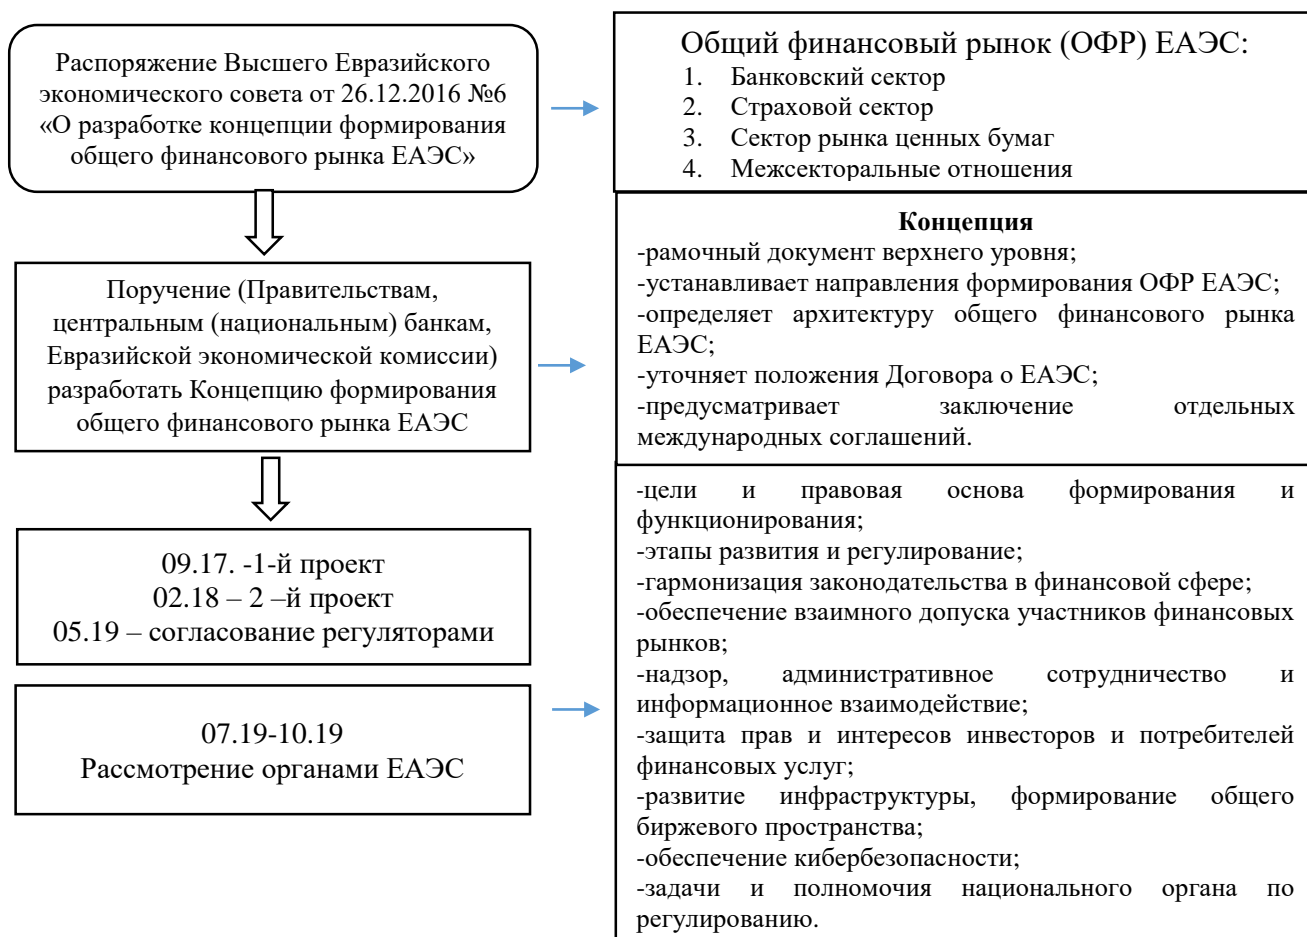 Распоряжение Высшего Евразийского
экономического совета от 26.12.2016 №6
«О разработке концепции формирования
общего финансового рынка ЕАЭС»
Общий финансовый рынок (ОФР) ЕАЭС:
1. Банковский сектор
2. Страховой сектор
3. Сектор рынка ценных бумаг
4. Межсекторальные отношения
Поручение (Правительствам,
центральным (национальным) банкам,
Евразийской экономической комиссии)
разработать Концепцию формирования
общего финансового рынка ЕАЭС
Концепция
-рамочный документ верхнего уровня;
-устанавливает направления формирования ОФР ЕАЭС;
-определяет архитектуру общего финансового рынка
ЕАЭС;
-уточняет положения Договора о ЕАЭС;
-предусматривает заключение отдельных
международных соглашений.
09.17. -1-й проект
02.18 – 2 –й проект
05.19 – согласование регуляторами
07.19-10.19
Рассмотрение органами ЕАЭС
-цели и правовая основа формирования и
функционирования;
-этапы развития и регулирование;
-гармонизация законодательства в финансовой сфере;
-обеспечение взаимного допуска участников финансовых
рынков;
-надзор, административное сотрудничество и
информационное взаимодействие;
-защита прав и интересов инвесторов и потребителей
финансовых услуг;
-развитие инфраструктуры, формирование общего
биржевого пространства;
-обеспечение кибербезопасности;
-задачи и полномочия национального органа по
регулированию.